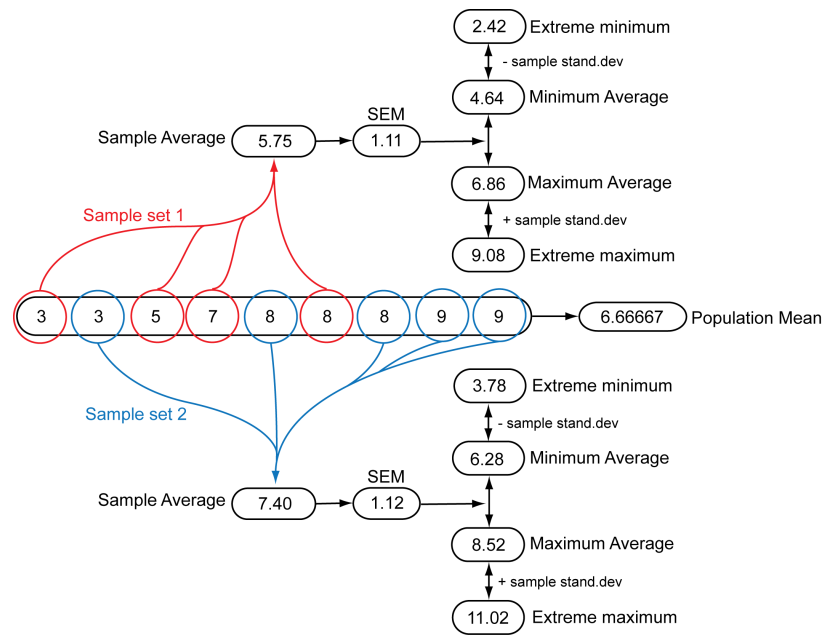 2.42 Extreme minimum
- sample stand.dev
4.64 Minimum Average
SEM
Sample Average 5.75 1.11
6.86 Maximum Average
Sample set 1
+ sample stand.dev
9.08 Extreme maximum
3 3 5 7 8 8 8 9 9 6.66667 Population Mean
3.78 Extreme minimum
Sample set 2
- sample stand.dev
6.28 Minimum Average
SEM
Sample Average 7.40 1.12
8.52 Maximum Average
+ sample stand.dev
11.02 Extreme maximum